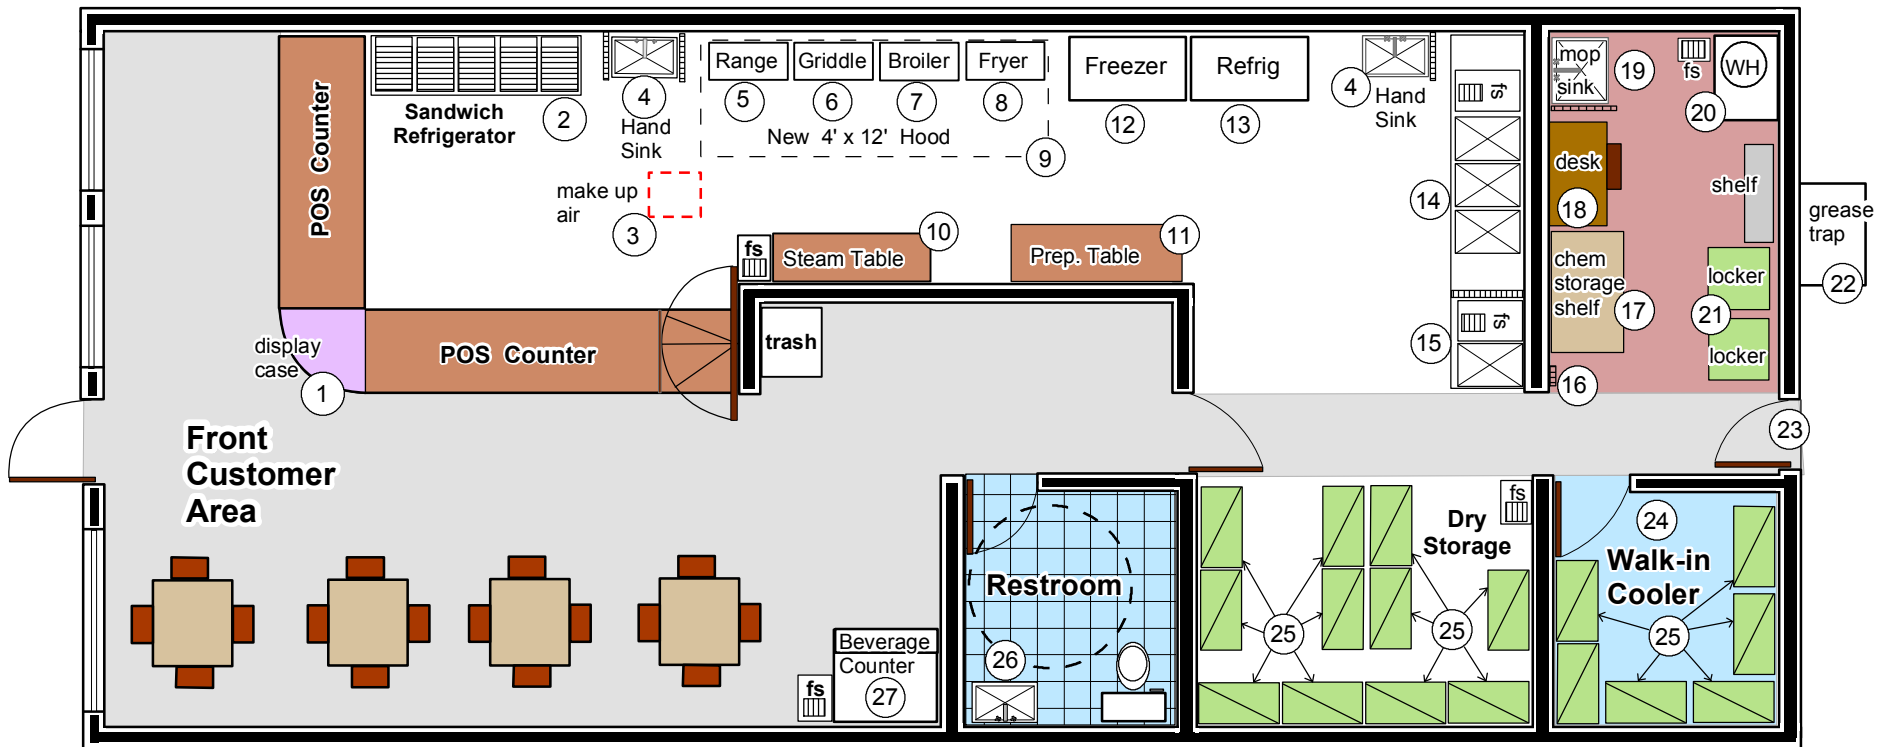 POS Counter
Sandwich
Refrigerator
2
4
Hand
Sink
Range
Griddle
Broiler
Fryer
5
6
7
8
New 4' x 12' Hood
9
Freezer
Refrig
12
13
4
Hand
Sink
fs
14
mop
sink
19
fs
WH
20
desk
18
shelf
grease
trap
22
make up
air
3
fs
Steam Table
10
Prep. Table
11
chem
storage
shelf
17
locker
21
locker
display
case
1
POS Counter
trash
fs
15
16
23
Front
Customer
Area
Restroom
26
fs
Dry
Storage
25
25
24
Walk-in
Cooler
25
Beverage
Counter
27
fs